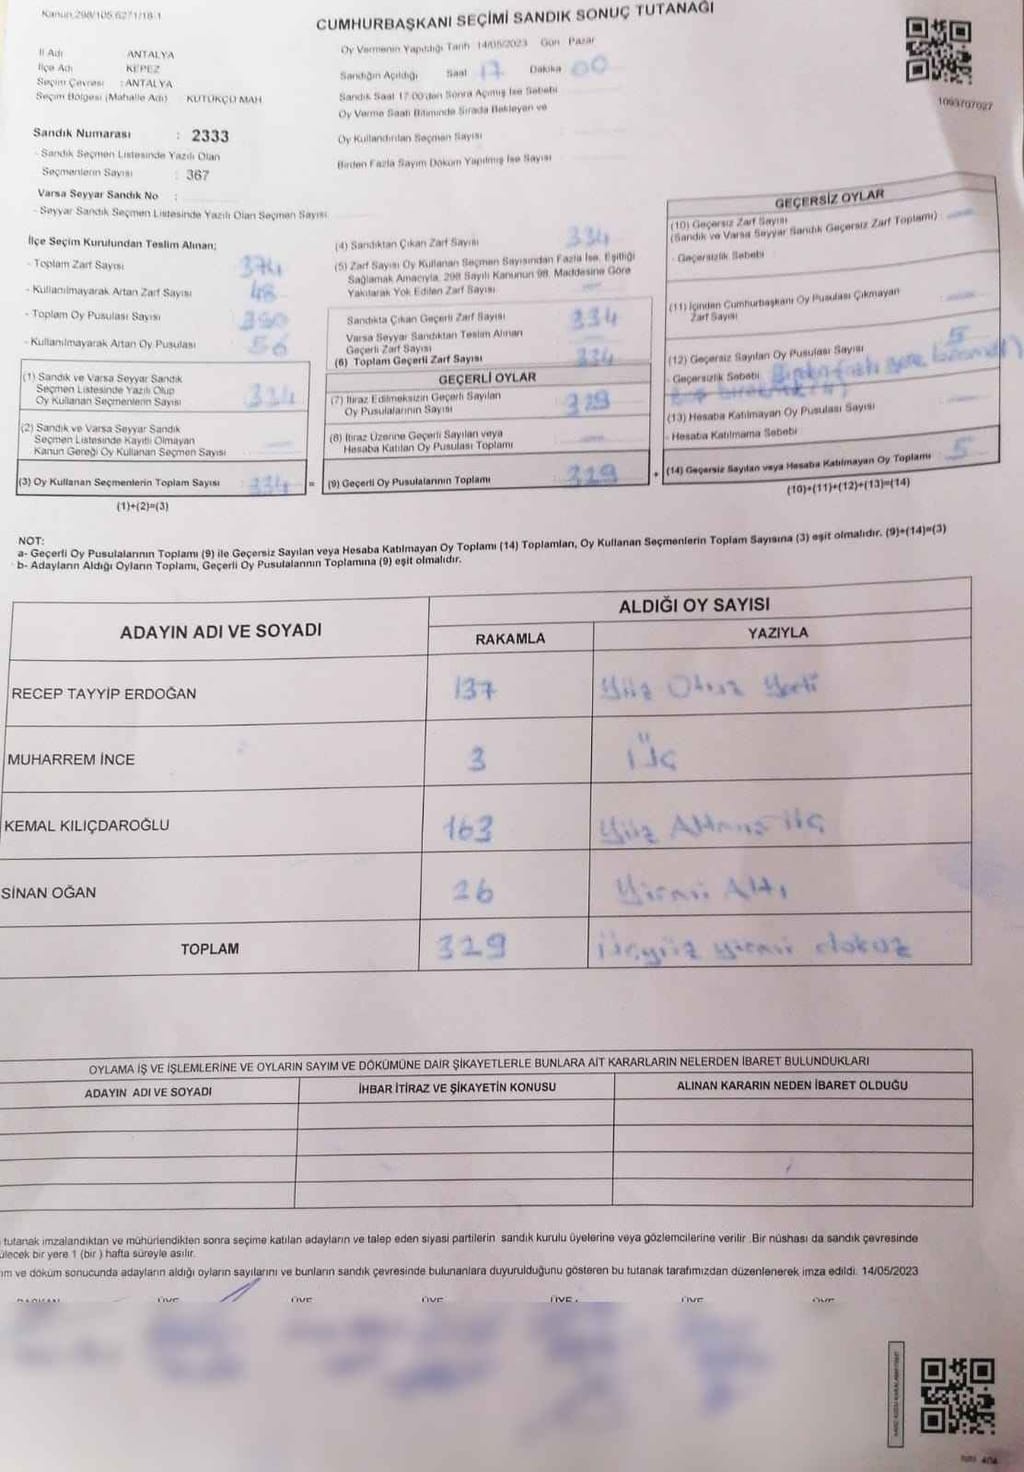 Kanun 298/105,6271/18-1
CUMHURBAŞKANI SEÇİMİ SANDIK SONUÇ TUTANAĞI
İl Adı ANTALYA
İlçe Adı KEPEZ
Seçim Çevresi : ANTALYA
Seçim Bölgesi (Mahalle Adı) KÜTÜKÇÜ MAH
Oy Vermenin Yapıldığı Tarih 14/05/2023 Gün Pazar
Sandığın Açıldığı Saat 17 Dakika 00
Sandık Saat 17:00'den Sonra Açılmış İse Sebebi
Oy Verme Saati Bitiminde Sırada Bekleyen ve
Oy Kullandırılan Seçmen Sayısı
Birden Fazla Sayım Döküm Yapılmış İse Sayısı
1093707027
Sandık Numarası : 2333
- Sandık Seçmen Listesinde Yazılı Olan
Seçmenlerin Sayısı : 367
Varsa Seyyar Sandık No :
- Seyyar Sandık Seçmen Listesinde Yazılı Olan Seçmen Sayısı
İlçe Seçim Kurulundan Teslim Alınan;
- Toplam Zarf Sayısı
- Kullanılmayarak Artan Zarf Sayısı 48
- Toplam Oy Pusulası Sayısı
- Kullanılmayarak Artan Oy Pusulası 56
(1) Sandık ve Varsa Seyyar Sandık
Seçmen Listesinde Yazılı Olup
Oy Kullanan Seçmenlerin Sayısı 334
(2) Sandık ve Varsa Seyyar Sandık
Seçmen Listesinde Kayıtlı Olmayan
Kanun Gereği Oy Kullanan Seçmen Sayısı
(3) Oy Kullanan Seçmenlerin Toplam Sayısı : 334 =
(1)+(2)=(3)
(4) Sandıktan Çıkan Zarf Sayısı 334
(5) Zarf Sayısı Oy Kullanan Seçmen Sayısından Fazla İse, Eşitliği
Sağlamak Amacıyla, 298 Sayılı Kanunun 98. Maddesine Göre
Yakılarak Yok Edilen Zarf Sayısı
Sandıkta Çıkan Geçerli Zarf Sayısı 334
Varsa Seyyar Sandıktan Teslim Alınan
Geçerli Zarf Sayısı
(6) Toplam Geçerli Zarf Sayısı 334
GEÇERLİ OYLAR
(7) İtiraz Edilmeksizin Geçerli Sayılan
Oy Pusulalarının Sayısı 329
(8) İtiraz Üzerine Geçerli Sayılan veya
Hesaba Katılan Oy Pusulası Toplamı
(9) Geçerli Oy Pusulalarının Toplamı 329 +
GEÇERSİZ OYLAR
(10) Geçersiz Zarf Sayısı
(Sandık ve Varsa Seyyar Sandık Geçersiz Zarf Toplamı)
- Geçersizlik Sebebi
(11) İçinden Cumhurbaşkanı Oy Pusulası Çıkmayan
Zarf Sayısı
(12) Geçersiz Sayılan Oy Pusulası Sayısı 5
- Geçersizlik Sebebi
(13) Hesaba Katılmayan Oy Pusulası Sayısı
- Hesaba Katılmama Sebebi
(14) Geçersiz Sayılan veya Hesaba Katılmayan Oy Toplamı 5
(10)+(11)+(12)+(13)=(14)
NOT:
a- Geçerli Oy Pusulalarının Toplamı (9) ile Geçersiz Sayılan veya Hesaba Katılmayan Oy Toplamı (14) Toplamları, Oy Kullanan Seçmenlerin Toplam Sayısına (3) eşit olmalıdır. (9)+(14)=(3)
b- Adayların Aldığı Oyların Toplamı, Geçerli Oy Pusulalarının Toplamına (9) eşit olmalıdır.
ADAYIN ADI VE SOYADI ALDIĞI OY SAYISI
RAKAMLA YAZIYLA
RECEP TAYYİP ERDOĞAN 137 Yüz Otuz Yedi
MUHARREM İNCE 3 Üç
KEMAL KILIÇDAROĞLU 163 Yüz Altmış üç
SİNAN OĞAN 26 Yirmi Altı
TOPLAM 329 Üçyüz yirmi dokuz
OYLAMA İŞ VE İŞLEMLERİNE VE OYLARIN SAYIM VE DÖKÜMÜNE DAİR ŞİKAYETLERLE BUNLARA AİT KARARLARIN NELERDEN İBARET BULUNDUKLARI
ADAYIN ADI VE SOYADI İHBAR İTİRAZ VE ŞİKAYETİN KONUSU ALINAN KARARIN NEDEN İBARET OLDUĞU
tutanak imzalandıktan ve mühürlendikten sonra seçime katılan adayların ve talep eden siyasi partilerin sandık kurulu üyelerine veya gözlemcilerine verilir .Bir nüshası da sandık çevresinde
ülecek bir yere 1 (bir ) hafta süreyle asılır.
ım ve döküm sonucunda adayların aldığı oyların sayılarını ve bunların sandık çevresinde bulunanlara duyurulduğunu gösteren bu tutanak tarafımızdan düzenlenerek imza edildi. 14/05/2023
BAŞKAN ÜYE ÜYE ÜYE ÜYE ÜYE ÜYE